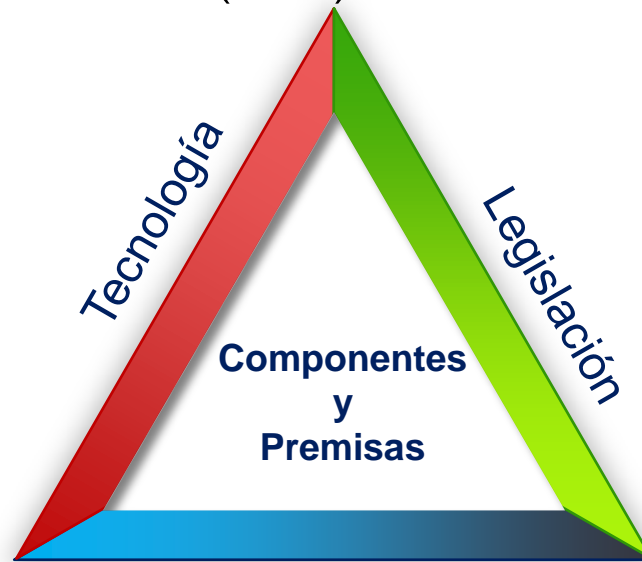 Tecnología
Legislación
Componentes
y
Premisas